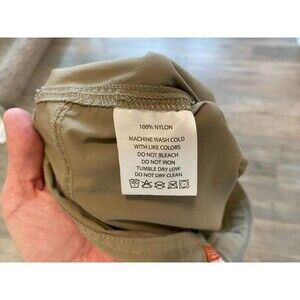 100% NYLON
MACHINE WASH COLD
WITH LIKE COLORS
DO NOT BLEACH
DO NOT IRON
TUMBLE DRY LOW
DO NOT DRY CLEAN